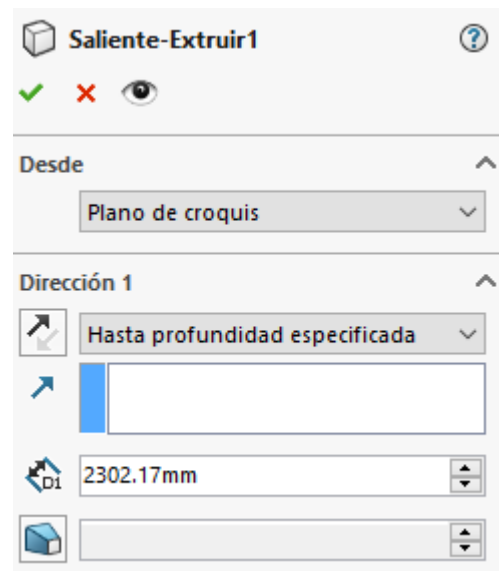 Saliente-Extruir1
Desde
Plano de croquis
Dirección 1
Hasta profundidad especificada
D1
2302.17mm